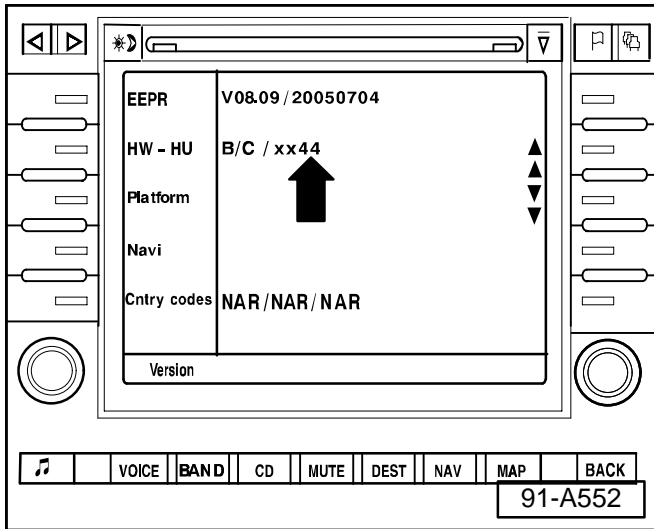 EEPR V08.09/20050704
HW-HU B/C / xx44
Platform
Navi
Cntry codes NAR/NAR/NAR
Version
VOICE BAND CD MUTE DEST NAV MAP BACK
91-A552